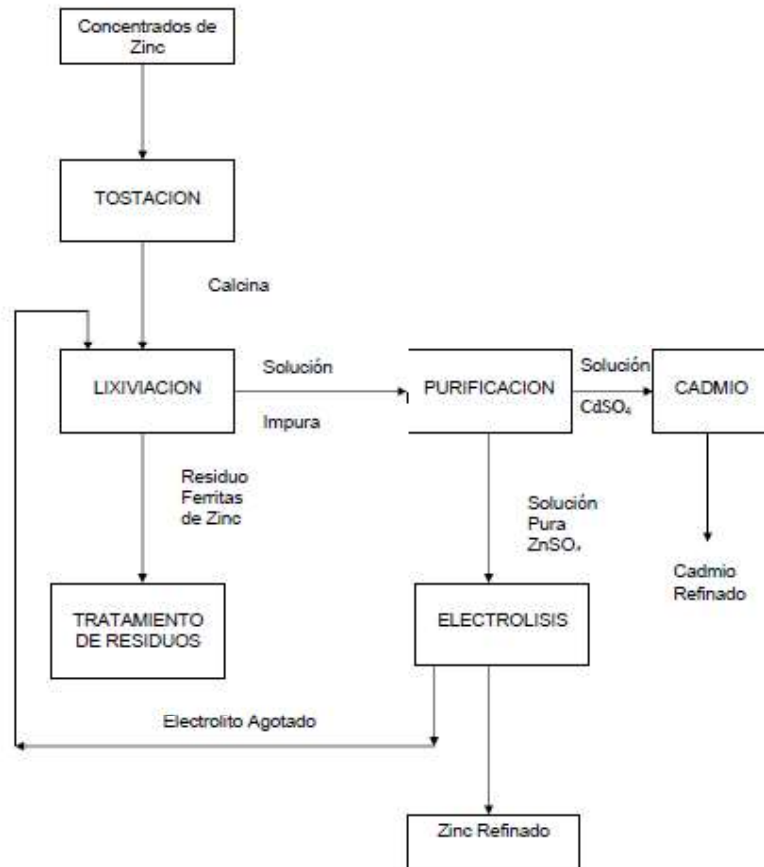 Concentrados de
Zinc
TOSTACION
Calcina
LIXIVIACION
Solución
Impura
PURIFICACION
Solución
CdSO₄
CADMIO
Residuo
Ferritas
de Zinc
Solución
Pura
ZnSO₄
Cadmio
Refinado
TRATAMIENTO
DE RESIDUOS
ELECTROLISIS
Electrolito Agotado
Zinc Refinado